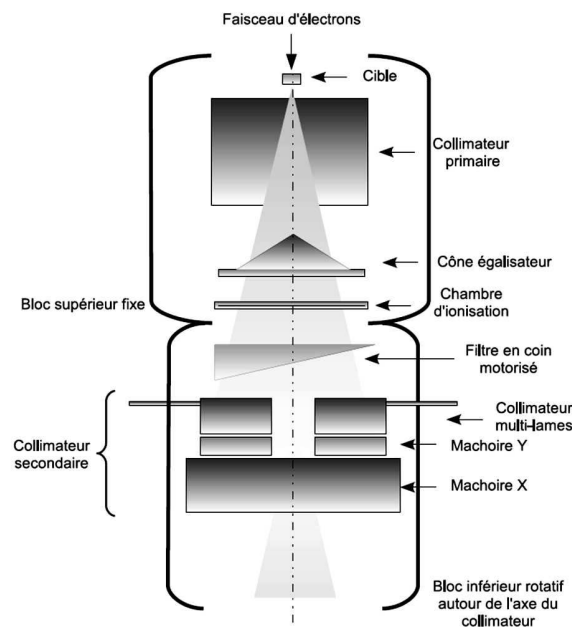 Faisceau d'électrons
Cible
Collimateur
primaire
Cône égalisateur
Bloc supérieur fixe
Chambre
d'ionisation
Filtre en coin
motorisé
Collimateur
multi-lames
Collimateur
secondaire
Machoire Y
Machoire X
Bloc inférieur rotatif
autour de l'axe du
collimateur